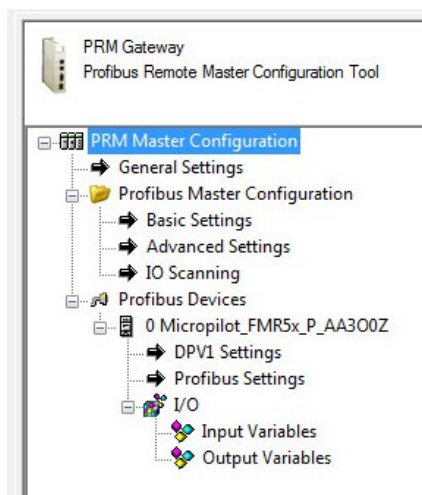 PRM Gateway
Profibus Remote Master Configuration Tool
PRM Master Configuration
General Settings
Profibus Master Configuration
Basic Settings
Advanced Settings
IO Scanning
Profibus Devices
0 Micropilot_FMR5x_P_AA3O0Z
DPV1 Settings
Profibus Settings
I/O
Input Variables
Output Variables